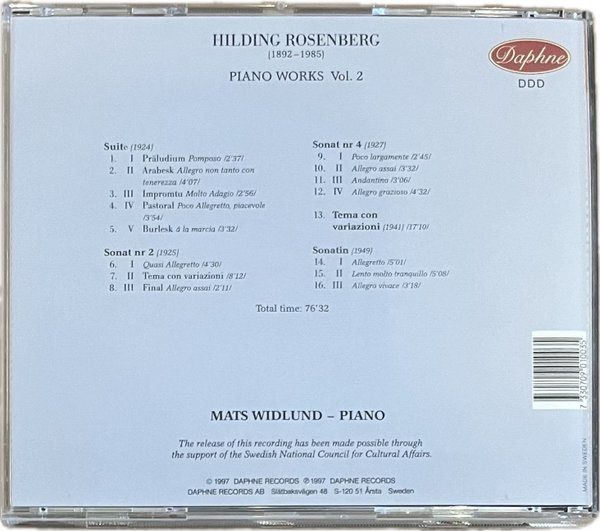 HILDING ROSENBERG
(1892–1985)
PIANO WORKS Vol. 2
Daphne
DDD
Suite (1924)
1. I Präludium Pomposo /2'37/
2. II Arabesk Allegro non tanto con
tenerezza /4'07/
3. III Impromtu Molto Adagio /2'56/
4. IV Pastoral Poco Allegretto, piacevole
/3'54/
5. V Burlesk á la marcia /3'32/
Sonat nr 2 (1925)
6. I Quasi Allegretto /4'30/
7. II Tema con variazioni /8'12/
8. III Final Allegro assai /2'11/
Sonat nr 4 (1927)
9. I Poco largamente /2'45/
10. II Allegro assai /3'32/
11. III Andantino /3'06/
12. IV Allegro grazioso /4'32/
13. Tema con
variazioni (1941) /17'10/
Sonatin (1949)
14. I Allegretto /5'01/
15. II Lento molto tranquillo /5'08/
16. III Allegro vivace /3'18/
Total time: 76'32
MATS WIDLUND – PIANO
The release of this recording has been made possible through
the support of the Swedish National Council for Cultural Affairs.
© 1997 DAPHNE RECORDS ℗ 1997 DAPHNE RECORDS
DAPHNE RECORDS AB Slätbaksvägen 48 S-120 51 Årsta Sweden
7 330709 010035
MADE IN SWEDEN